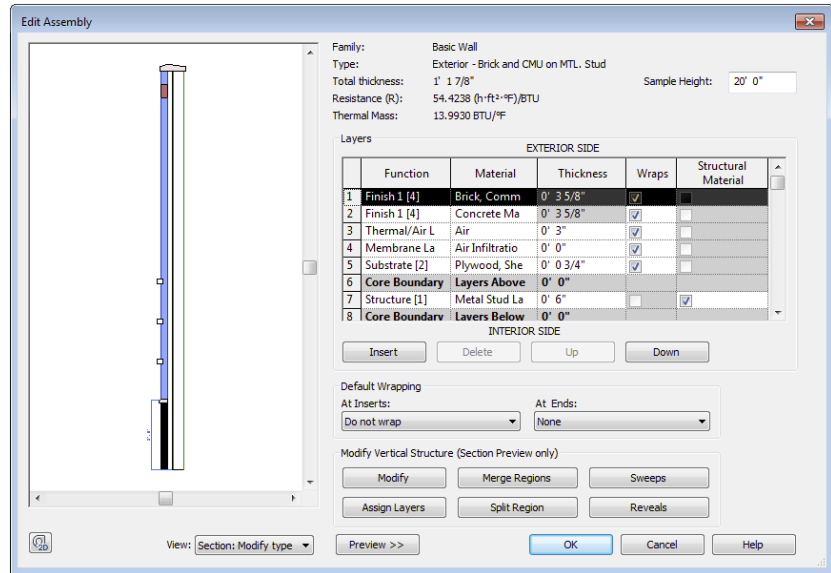 Edit Assembly
Family: Basic Wall
Type: Exterior - Brick and CMU on MTL. Stud
Total thickness: 1' 1 7/8" Sample Height: 20' 0"
Resistance (R): 54.4238 (h·ft²·°F)/BTU
Thermal Mass: 13.9930 BTU/°F
Layers
EXTERIOR SIDE
Function Material Thickness Wraps Structural Material
1 Finish 1 [4] Brick, Comm 0' 3 5/8"
2 Finish 1 [4] Concrete Ma 0' 3 5/8"
3 Thermal/Air L Air 0' 3"
4 Membrane La Air Infiltratio 0' 0"
5 Substrate [2] Plywood, She 0' 0 3/4"
6 Core Boundary Layers Above 0' 0"
7 Structure [1] Metal Stud La 0' 6"
8 Core Boundary Layers Below 0' 0"
INTERIOR SIDE
Insert Delete Up Down
Default Wrapping
At Inserts: At Ends:
Do not wrap None
Modify Vertical Structure (Section Preview only)
Modify Merge Regions Sweeps
Assign Layers Split Region Reveals
View: Section: Modify type Preview >> OK Cancel Help